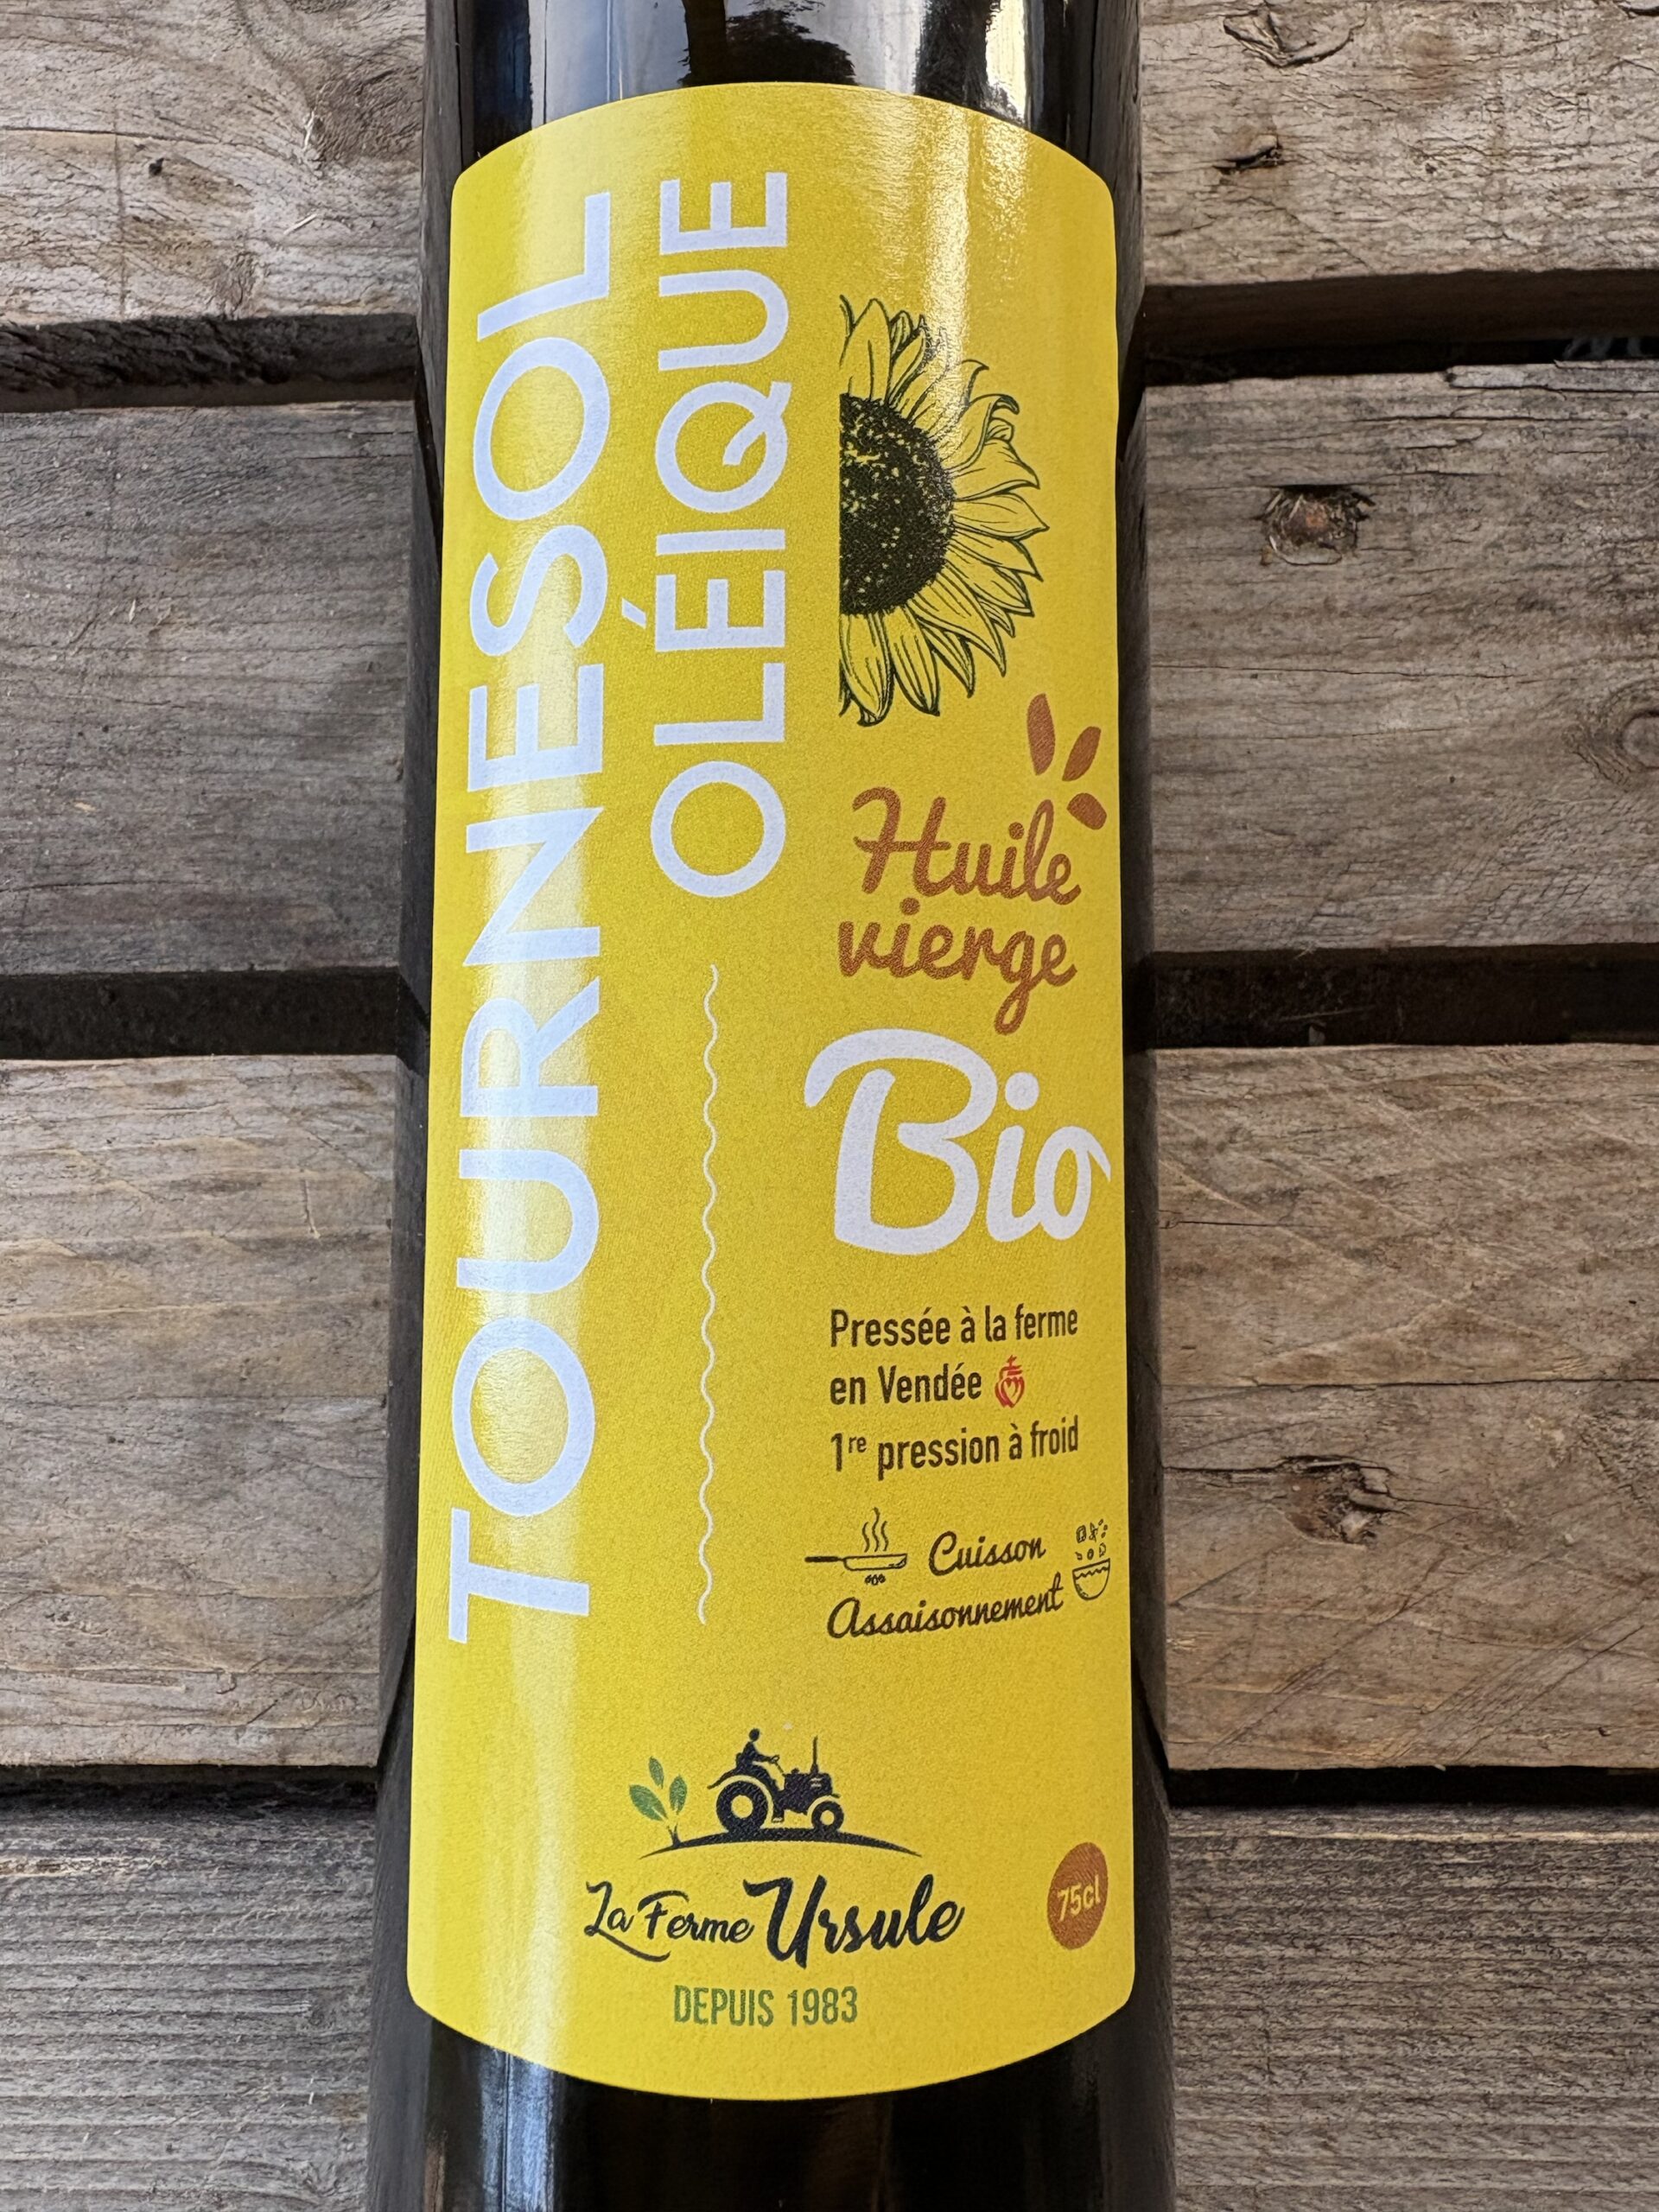 TOURNESOL
OLÉIQUE
Huile
vierge
Bio
Pressée à la ferme
en Vendée
1re pression à froid
Cuisson
Assaisonnement
La Ferme Ursule
DEPUIS 1983
75cl